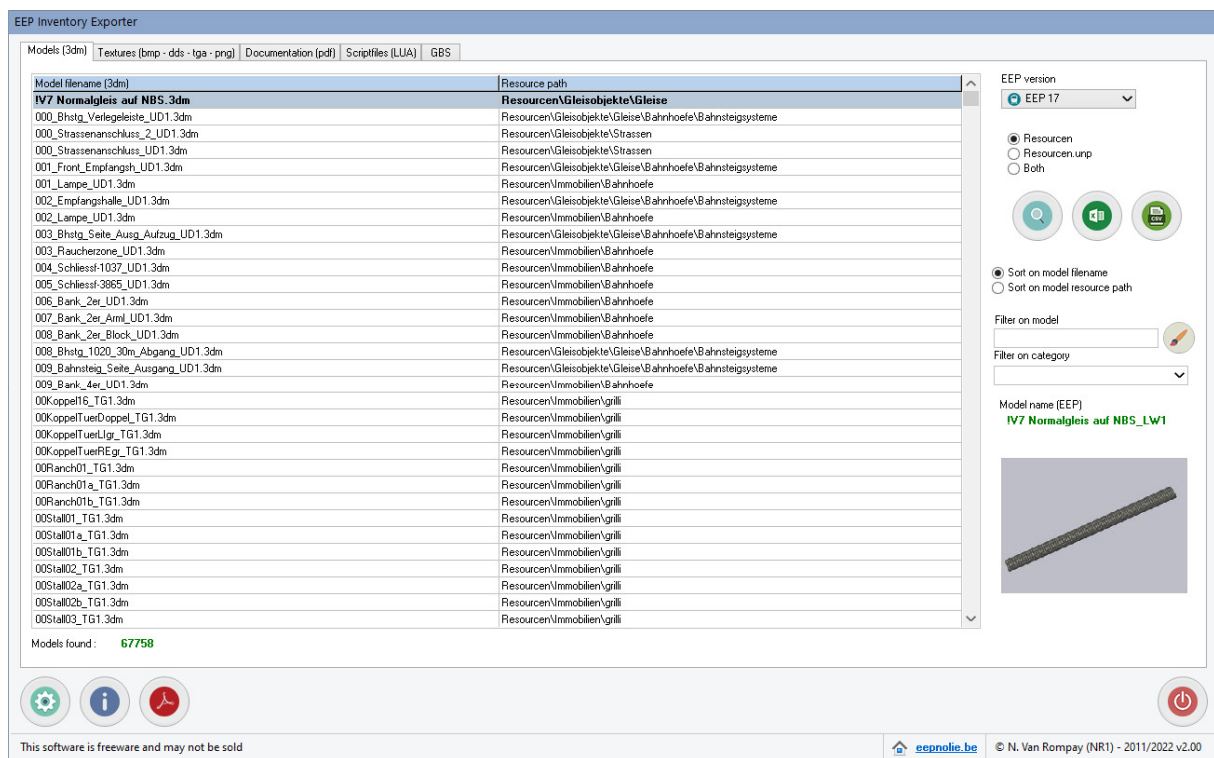 EEP Inventory Exporter
Models (3dm) Textures (bmp - dds - tga - png) Documentation (pdf) Scriptfiles (LUA) GBS
Model filename (3dm) Resource path
!V7 Normalgleis auf NBS.3dm Resourcen\Gleisobjekte\Gleise
000_Bhstg_Verlegeleiste_UD1.3dm Resourcen\Gleisobjekte\Gleise\Bahnhoefe\Bahnsteigsysteme
000_Strassenanschluss_2_UD1.3dm Resourcen\Gleisobjekte\Strassen
000_Strassenanschluss_UD1.3dm Resourcen\Gleisobjekte\Strassen
001_Front_Empfangsh_UD1.3dm Resourcen\Gleisobjekte\Gleise\Bahnhoefe\Bahnsteigsysteme
001_Lampe_UD1.3dm Resourcen\Immobilien\Bahnhoefe
002_Empfangshalle_UD1.3dm Resourcen\Gleisobjekte\Gleise\Bahnhoefe\Bahnsteigsysteme
002_Lampe_UD1.3dm Resourcen\Immobilien\Bahnhoefe
003_Bhstg_Seite_Ausg_Aufzug_UD1.3dm Resourcen\Gleisobjekte\Gleise\Bahnhoefe\Bahnsteigsysteme
003_Raucherzone_UD1.3dm Resourcen\Immobilien\Bahnhoefe
004_Schliessf-1037_UD1.3dm Resourcen\Immobilien\Bahnhoefe
005_Schliessf-3865_UD1.3dm Resourcen\Immobilien\Bahnhoefe
006_Bank_2er_UD1.3dm Resourcen\Immobilien\Bahnhoefe
007_Bank_2er_Arml_UD1.3dm Resourcen\Immobilien\Bahnhoefe
008_Bank_2er_Block_UD1.3dm Resourcen\Immobilien\Bahnhoefe
008_Bhstg_1020_30m_Abgang_UD1.3dm Resourcen\Gleisobjekte\Gleise\Bahnhoefe\Bahnsteigsysteme
009_Bahnsteig_Seite_Ausgang_UD1.3dm Resourcen\Gleisobjekte\Gleise\Bahnhoefe\Bahnsteigsysteme
009_Bank_4er_UD1.3dm Resourcen\Immobilien\Bahnhoefe
00Koppel16_TG1.3dm Resourcen\Immobilien\grilli
00KoppelTuerDoppel_TG1.3dm Resourcen\Immobilien\grilli
00KoppelTuerLIgr_TG1.3dm Resourcen\Immobilien\grilli
00KoppelTuerREgr_TG1.3dm Resourcen\Immobilien\grilli
00Ranch01_TG1.3dm Resourcen\Immobilien\grilli
00Ranch01a_TG1.3dm Resourcen\Immobilien\grilli
00Ranch01b_TG1.3dm Resourcen\Immobilien\grilli
00Stall01_TG1.3dm Resourcen\Immobilien\grilli
00Stall01a_TG1.3dm Resourcen\Immobilien\grilli
00Stall01b_TG1.3dm Resourcen\Immobilien\grilli
00Stall02_TG1.3dm Resourcen\Immobilien\grilli
00Stall02a_TG1.3dm Resourcen\Immobilien\grilli
00Stall02b_TG1.3dm Resourcen\Immobilien\grilli
00Stall03_TG1.3dm Resourcen\Immobilien\grilli
Models found : 67758
EEP version
EEP 17
Resourcen
Resourcen.unp
Both
CSV
Sort on model filename
Sort on model resource path
Filter on model
Filter on category
Model name (EEP)
!V7 Normalgleis auf NBS_LW1
This software is freeware and may not be sold eepnolie.be © N. Van Rompay (NR1) - 2011/2022 v2.00